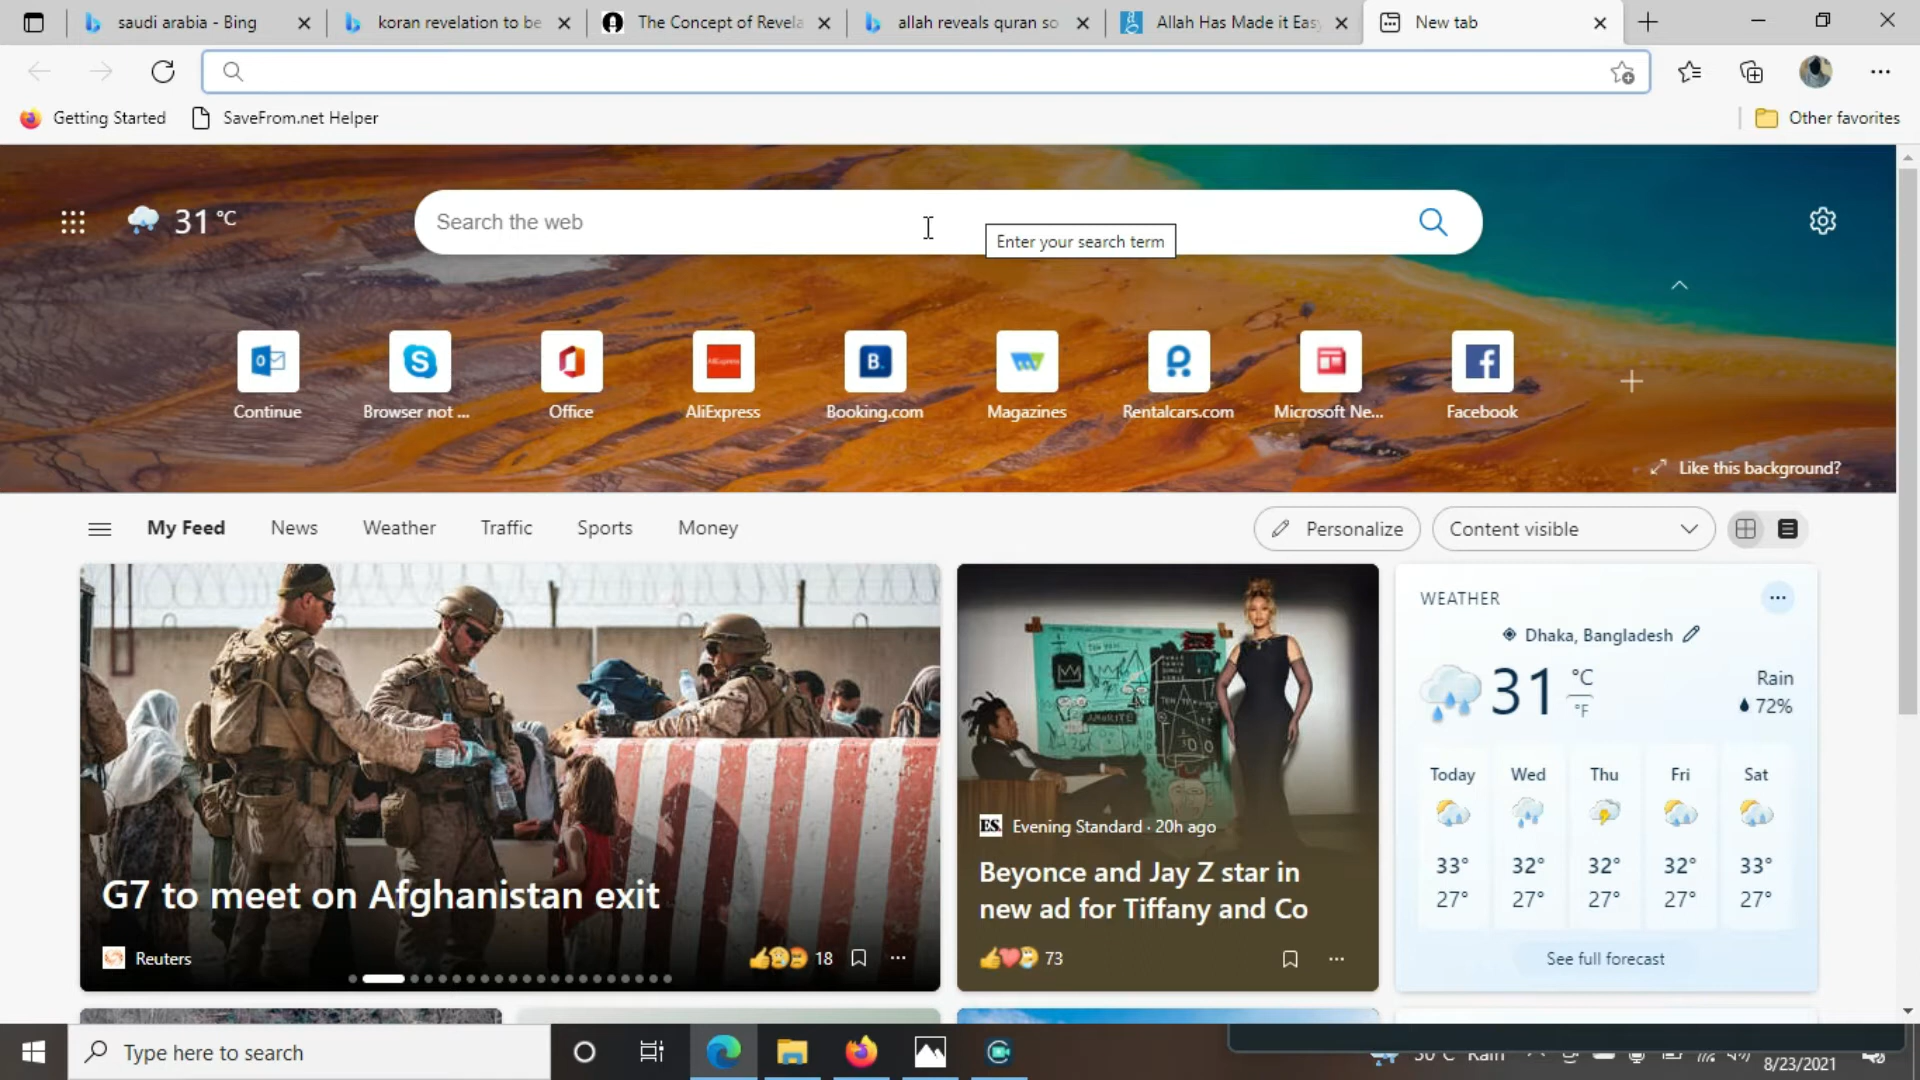 saudi arabia - Bing
koran revelation to be
The Concept of Revela
allah reveals quran so
Allah Has Made it Easy
New tab
Getting Started
SaveFrom.net Helper
Other favorites
31 °C
Search the web
Enter your search term
Continue
Browser not ...
Office
AliExpress
Booking.com
Magazines
Rentalcars.com
Microsoft Ne...
Facebook
Like this background?
My Feed
News
Weather
Traffic
Sports
Money
Personalize
Content visible
G7 to meet on Afghanistan exit
Reuters
18
ES
Evening Standard · 20h ago
Beyonce and Jay Z star in
new ad for Tiffany and Co
73
WEATHER
Dhaka, Bangladesh
31 °C
°F
Rain
72%
Today Wed Thu Fri Sat
33° 32° 32° 32° 33°
27° 27° 27° 27° 27°
See full forecast
Type here to search
30°C Rain
8/23/2021